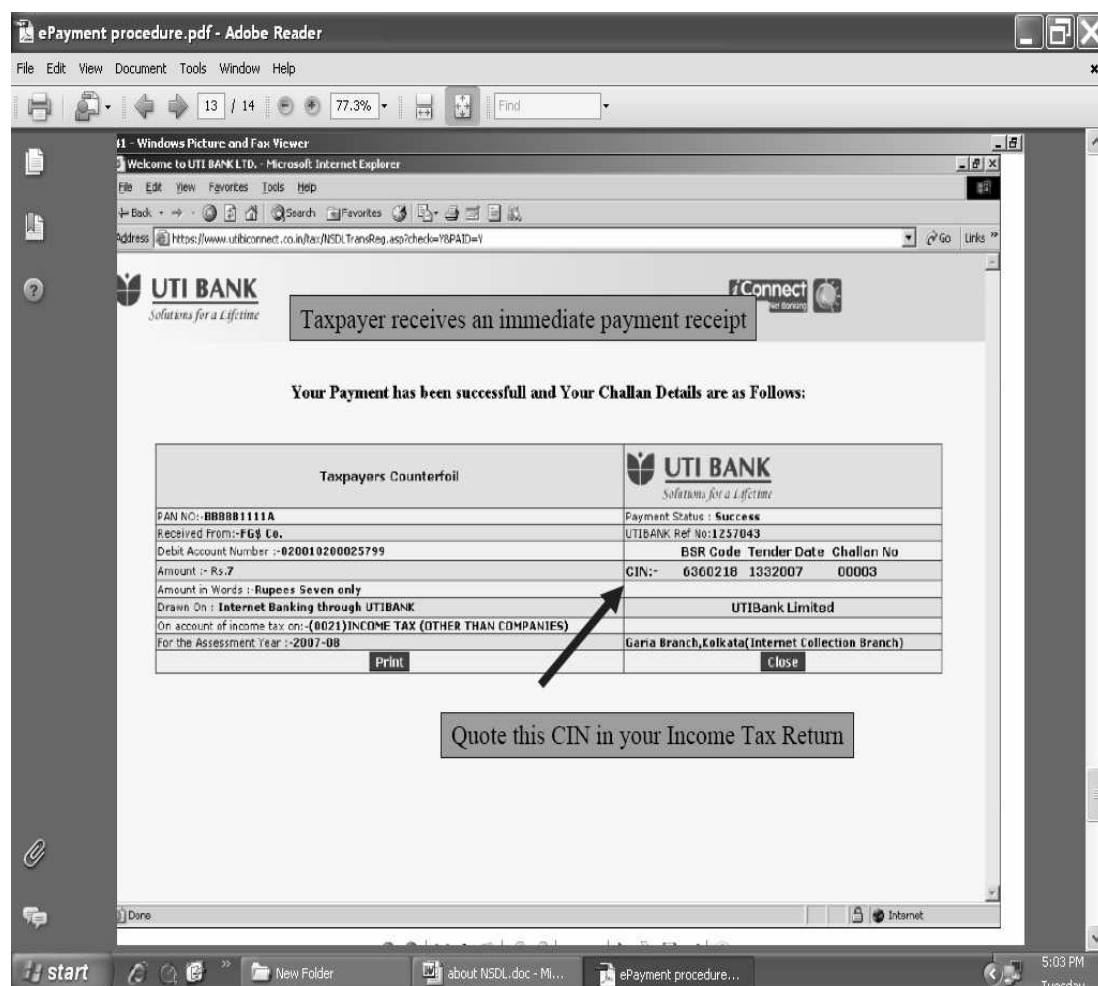 ePayment procedure.pdf - Adobe Reader
File Edit View Document Tools Window Help
13 / 14 77.3% Find
41 - Windows Picture and Fax Viewer
Welcome to UTI BANK LTD. - Microsoft Internet Explorer
File Edit View Favorites Tools Help
Back Search Favorites
Address https://www.utibiconnect.co.in/tax/NSDLTransReg.asp?check=Y&PAID=Y Go Links »
UTI BANK
Solutions for a Lifetime
iConnect
Taxpayer receives an immediate payment receipt
Your Payment has been successfull and Your Challan Details are as Follows:
Taxpayers Counterfoil
UTI BANK
Solutions for a Lifetime
PAN NO:-BBBBB1111A
Payment Status : Success
Received From:-FG$ Co.
UTIBANK Ref No:1257043
Debit Account Number :-020010200025799
BSR Code Tender Date Challan No
Amount :- Rs.7
CIN:- 6360218 1332007 00003
Amount in Words :-Rupees Seven only
Drawn On : Internet Banking through UTIBANK
UTIBank Limited
On account of income tax on:-(0021)INCOME TAX (OTHER THAN COMPANIES)
For the Assessment Year :-2007-08
Garia Branch,Kolkata(Internet Collection Branch)
Print
Close
Quote this CIN in your Income Tax Return
Done
Internet
start » New Folder about NSDL.doc - Mi... ePayment procedure... 5:03 PM
Tuesday